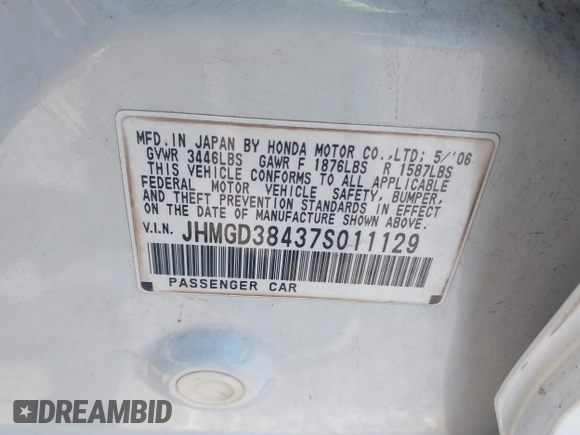 MFD. IN JAPAN BY HONDA MOTOR CO., LTD; 5/'06
GVWR 3446LBS GAWR F 1876LBS R 1587LBS
THIS VEHICLE CONFORMS TO ALL APPLICABLE
FEDERAL MOTOR VEHICLE SAFETY, BUMPER,
AND THEFT PREVENTION STANDARDS IN EFFECT
ON THE DATE OF MANUFACTURE SHOWN ABOVE.
V.I.N. JHMGD38437S011129
PASSENGER CAR
DREAMBID